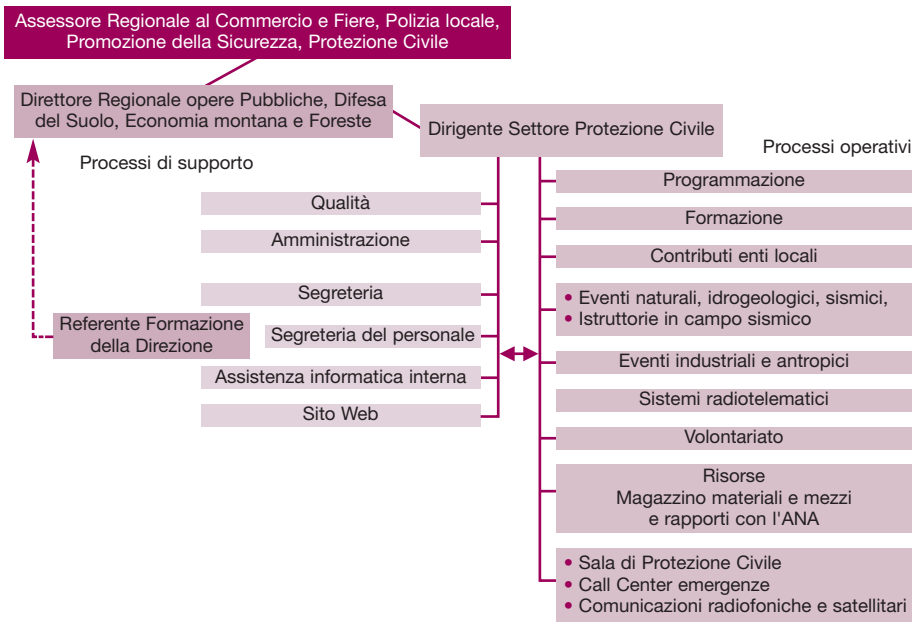 Assessore Regionale al Commercio e Fiere, Polizia locale,
Promozione della Sicurezza, Protezione Civile
Direttore Regionale opere Pubbliche, Difesa
del Suolo, Economia montana e Foreste
Dirigente Settore Protezione Civile
Processi di supporto
Qualità
Amministrazione
Segreteria
Referente Formazione
della Direzione
Segreteria del personale
Assistenza informatica interna
Sito Web
Processi operativi
Programmazione
Formazione
Contributi enti locali
• Eventi naturali, idrogeologici, sismici,
• Istruttorie in campo sismico
Eventi industriali e antropici
Sistemi radiotelematici
Volontariato
Risorse
Magazzino materiali e mezzi
e rapporti con l'ANA
• Sala di Protezione Civile
• Call Center emergenze
• Comunicazioni radiofoniche e satellitari